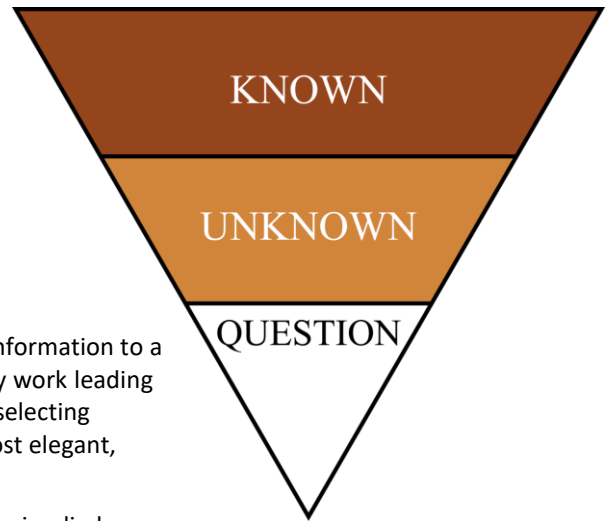 KNOWN
UNKNOWN
QUESTION
nformation to a
y work leading
selecting
ost elegant,